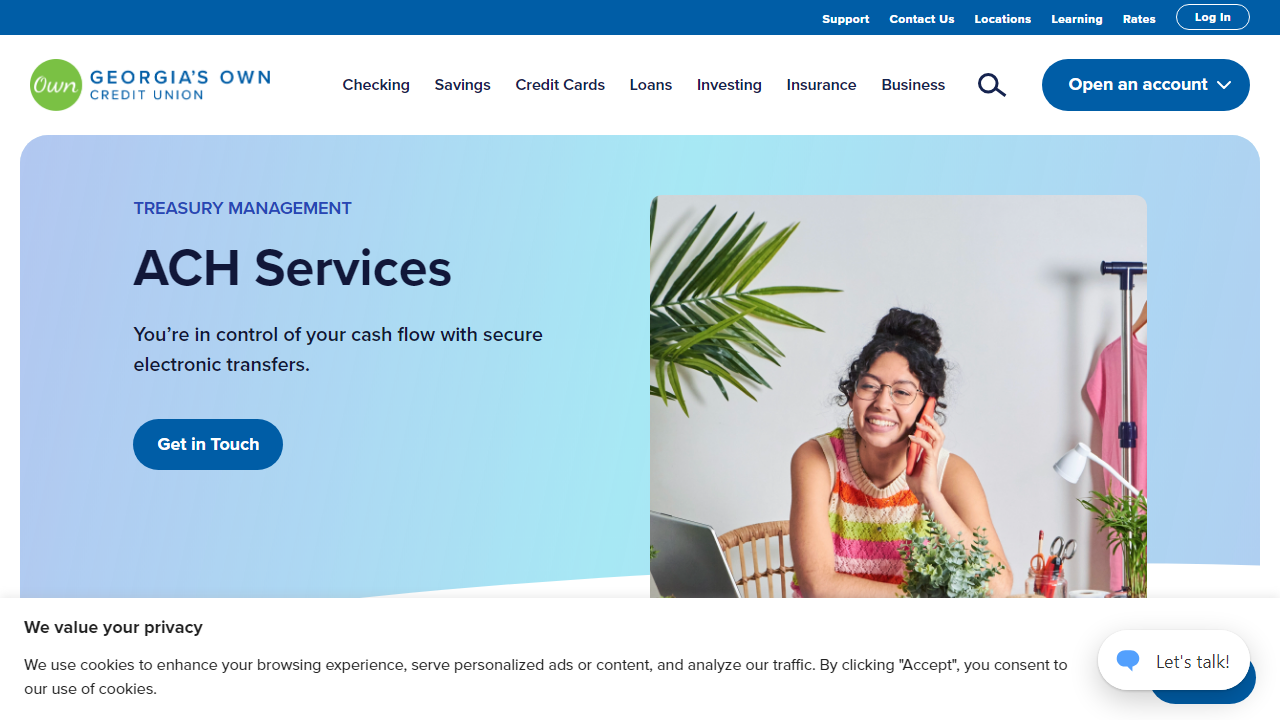 Support Contact Us Locations Learning Rates Log In
Own GEORGIA'S OWN
CREDIT UNION
Checking Savings Credit Cards Loans Investing Insurance Business Open an account
TREASURY MANAGEMENT
ACH Services
You’re in control of your cash flow with secure
electronic transfers.
Get in Touch
We value your privacy
We use cookies to enhance your browsing experience, serve personalized ads or content, and analyze our traffic. By clicking "Accept", you consent to
our use of cookies.
Let's talk!